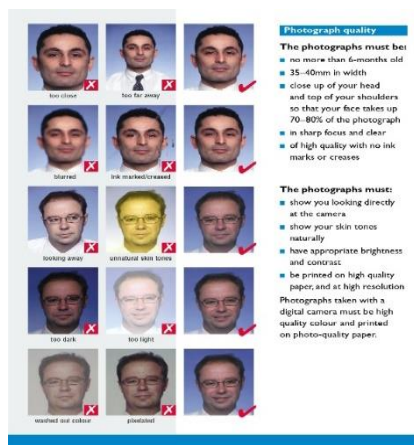 Photograph quality
The photographs must be:
no more than 6-months old
35–40mm in width
close up of your head
and top of your shoulders
so that your face takes up
70–80% of the photograph
in sharp focus and clear
of high quality with no ink
marks or creases
The photographs must:
show you looking directly
at the camera
show your skin tones
naturally
have appropriate brightness
and contrast
be printed on high quality
paper, and at high resolution
Photographs taken with a
digital camera must be high
quality colour and printed
on photo-quality paper.
too close
too far away
blurred
ink marked/creased
looking away
unnatural skin tones
too dark
too light
washed out colour
pixelated